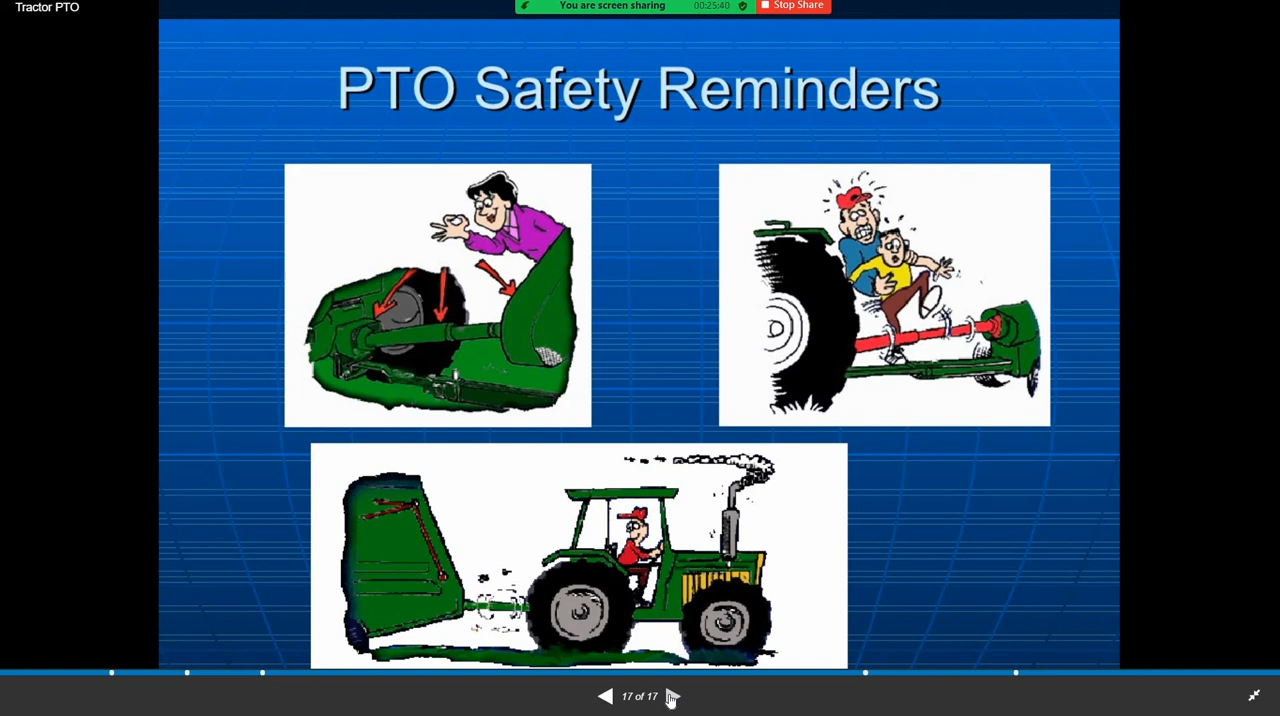 Tractor PTO
You are screen sharing
00:25:40
Stop Share
PTO Safety Reminders
17 of 17